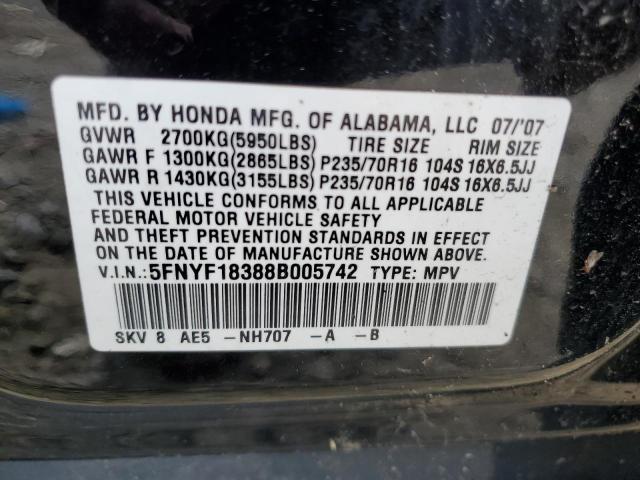 MFD. BY HONDA MFG. OF ALABAMA, LLC 07/'07
GVWR 2700KG(5950LBS) TIRE SIZE RIM SIZE
GAWR F 1300KG(2865LBS) P235/70R16 104S 16X6.5JJ
GAWR R 1430KG(3155LBS) P235/70R16 104S 16X6.5JJ
THIS VEHICLE CONFORMS TO ALL APPLICABLE
FEDERAL MOTOR VEHICLE SAFETY
AND THEFT PREVENTION STANDARDS IN EFFECT
ON THE DATE OF MANUFACTURE SHOWN ABOVE.
V.I.N.:5FNYF18388B005742 TYPE: MPV
SKV 8 AE5 -NH707 -A -B